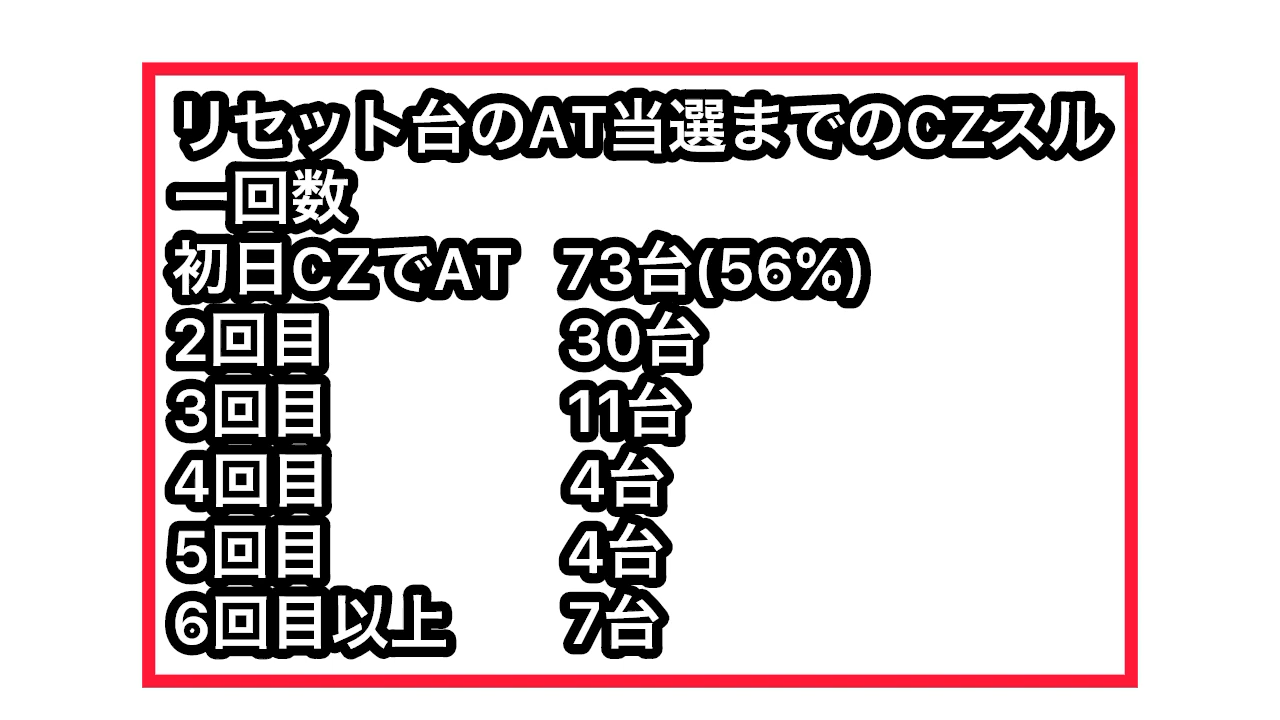 リセット台のAT当選までのCZスル
ー回数
初日CZでAT 73台(56%)
2回目 30台
3回目 11台
4回目 4台
5回目 4台
6回目以上 7台